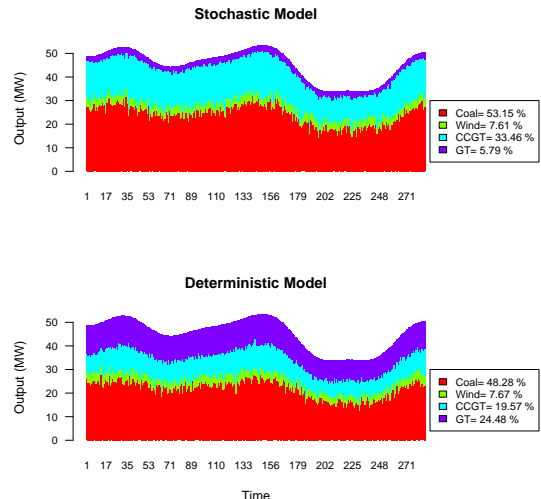 Stochastic Model
Output (MW)
50
40
30
20
10
0
1 17 35 53 71 89 110 133 156 179 202 225 248 271
Coal= 53.15 %
Wind= 7.61 %
CCGT= 33.46 %
GT= 5.79 %
Deterministic Model
Output (MW)
50
40
30
20
10
0
1 17 35 53 71 89 110 133 156 179 202 225 248 271
Coal= 48.28 %
Wind= 7.67 %
CCGT= 19.57 %
GT= 24.48 %
Time